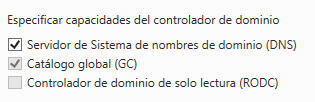 Especificar capacidades del controlador de dominio
Servidor de Sistema de nombres de dominio (DNS)
Catálogo global (GC)
Controlador de dominio de solo lectura (RODC)